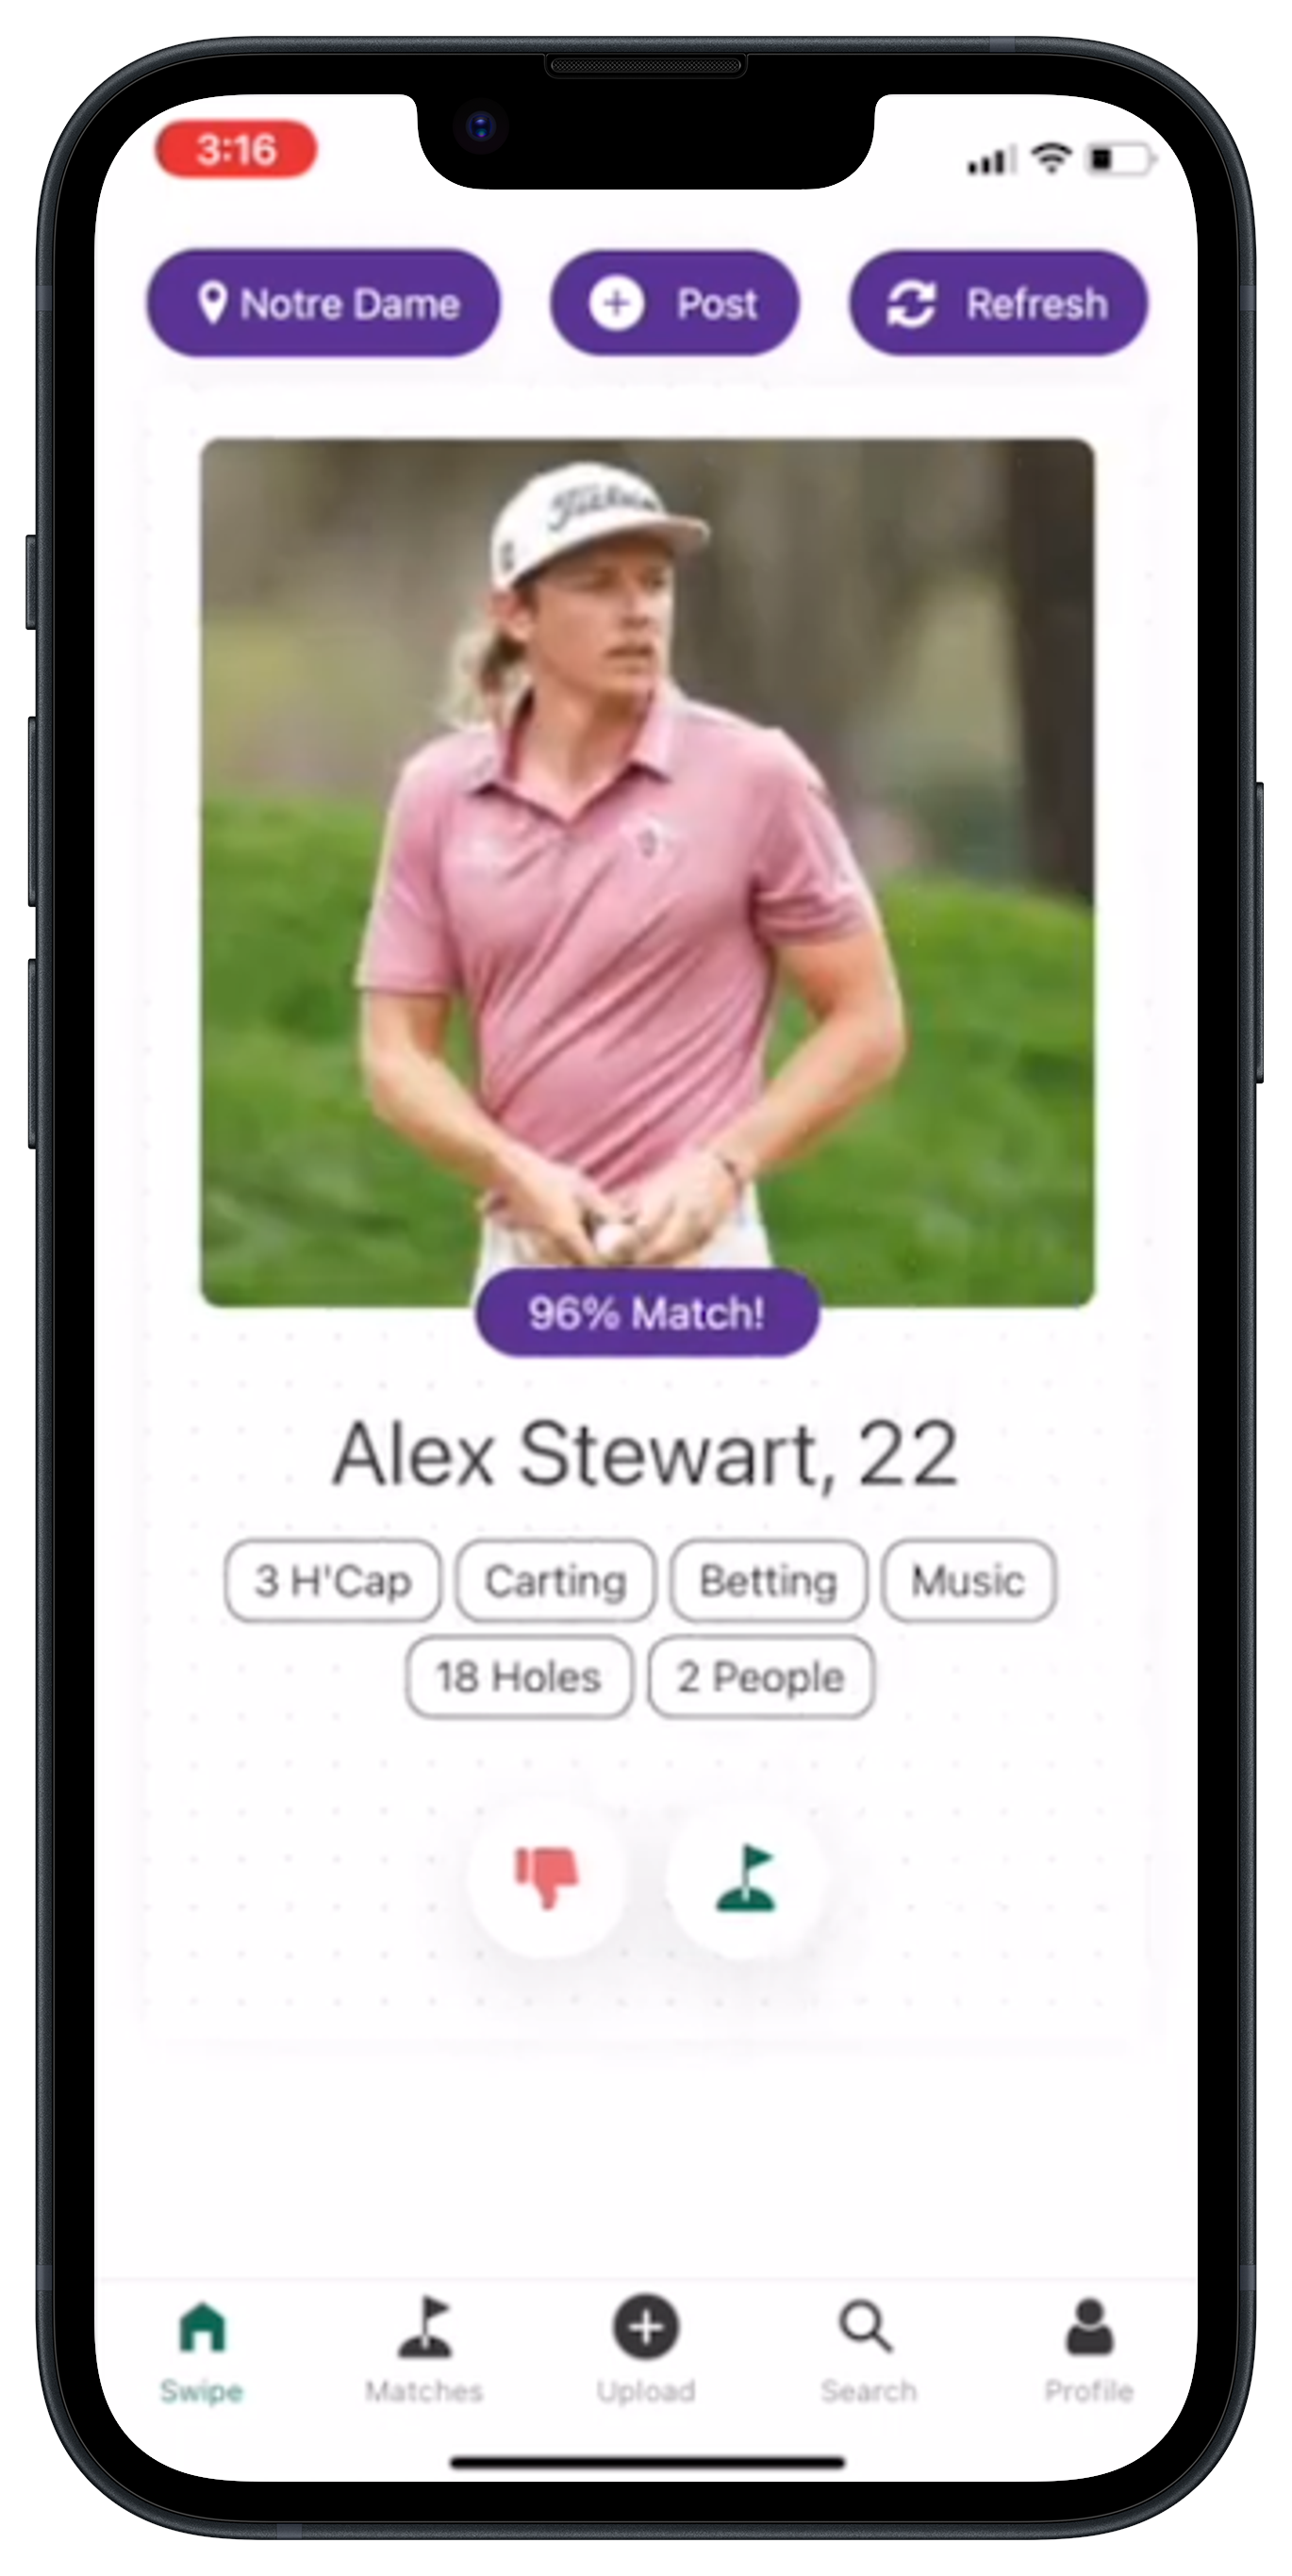 3:16
Notre Dame
Post
Refresh
Titleist
96% Match!
Alex Stewart, 22
3 H'Cap
Carting
Betting
Music
18 Holes
2 People
Swipe
Matches
Upload
Search
Profile